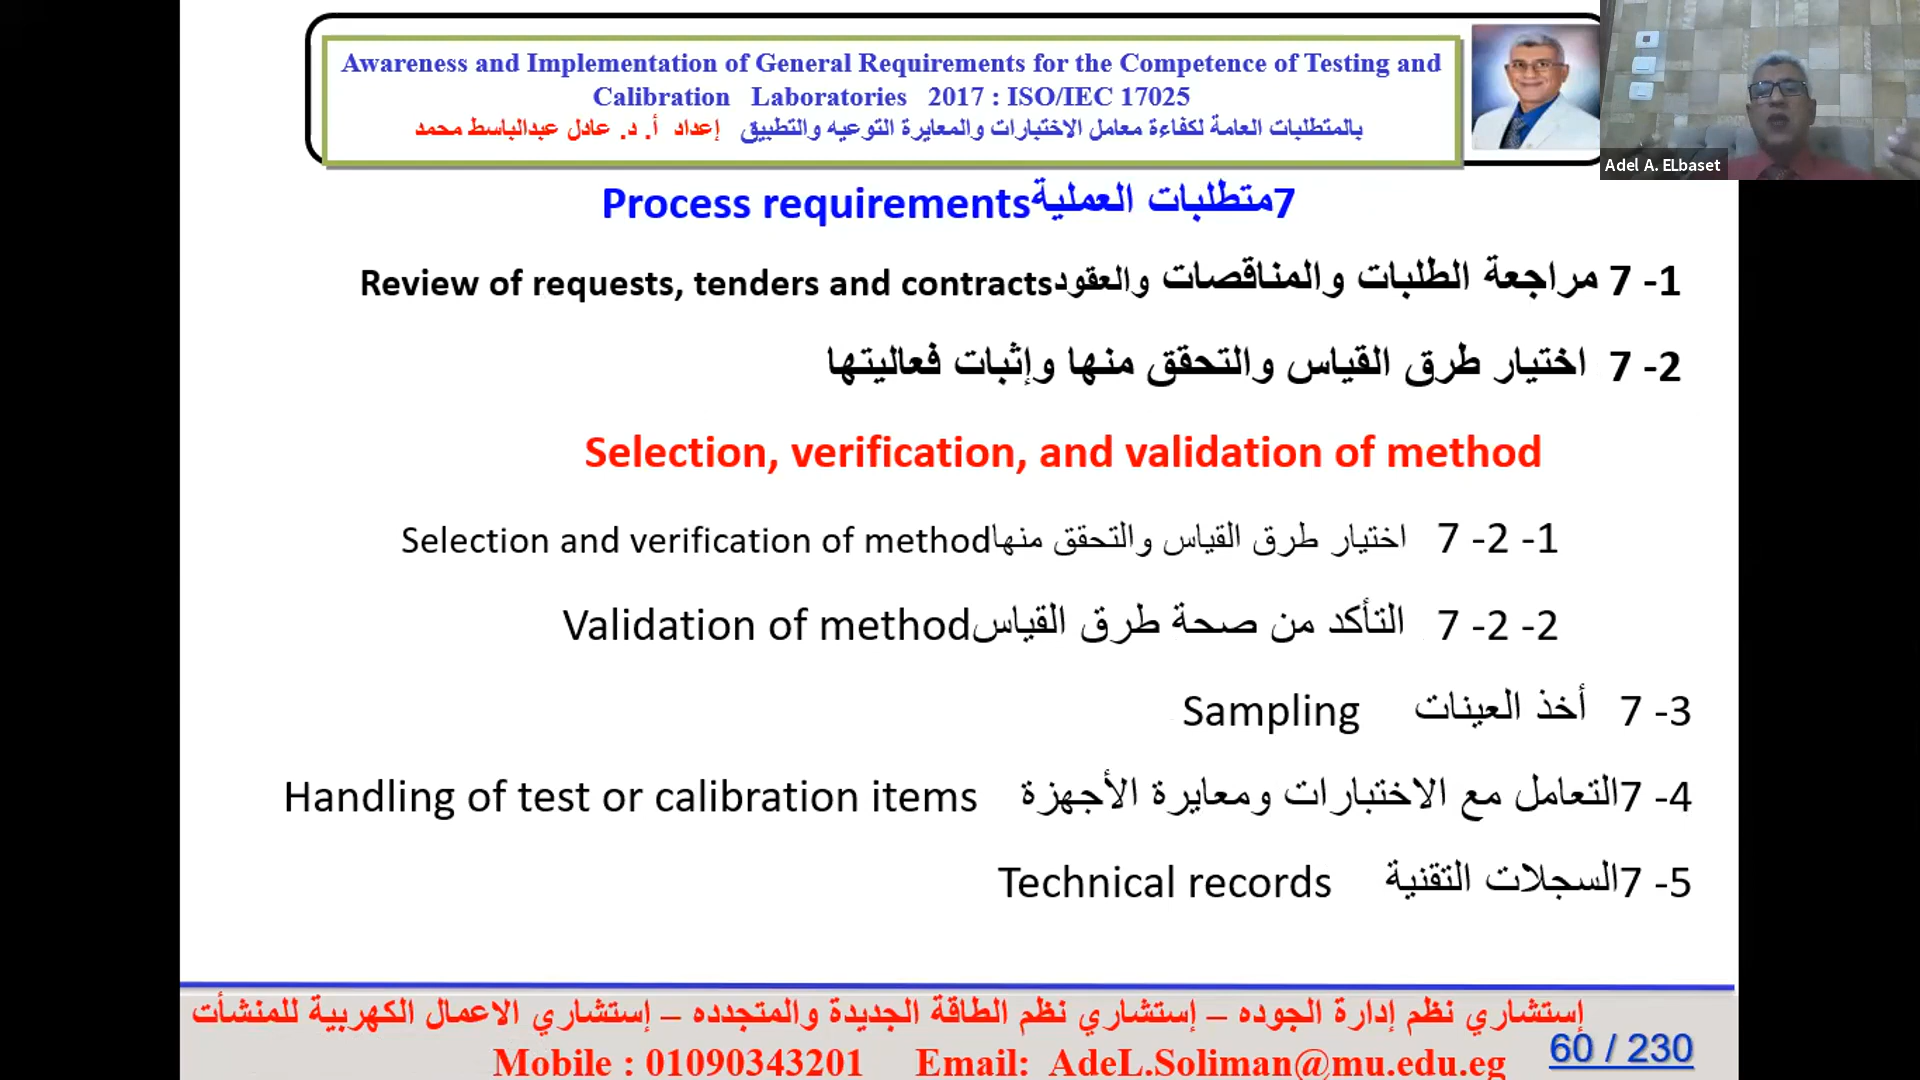 Awareness and Implementation of General Requirements for the Competence of Testing and
Calibration Laboratories 2017 : ISO/IEC 17025
بالمتطلبات العامة لكفاءة معامل الاختبارات والمعايرة التوعيه والتطبيق إعداد أ. د. عادل عبدالباسط محمد
Adel A. ELbaset
7متطلبات العملية Process requirements
7 -1 مراجعة الطلبات والمناقصات والعقود Review of requests, tenders and contracts
7 -2 اختيار طرق القياس والتحقق منها وإثبات فعاليتها
Selection, verification, and validation of method
7 -2 -1 اختيار طرق القياس والتحقق منها Selection and verification of method
7 -2 -2 التأكد من صحة طرق القياس Validation of method
7 -3 أخذ العينات Sampling
7 -4 التعامل مع الاختبارات ومعايرة الأجهزة Handling of test or calibration items
7 -5 السجلات التقنية Technical records
إستشاري نظم إدارة الجوده – إستشاري نظم الطاقة الجديدة والمتجدده – إستشاري الاعمال الكهربية للمنشأت
Mobile : 01090343201 Email: AdeL.Soliman@mu.edu.eg
60 / 230